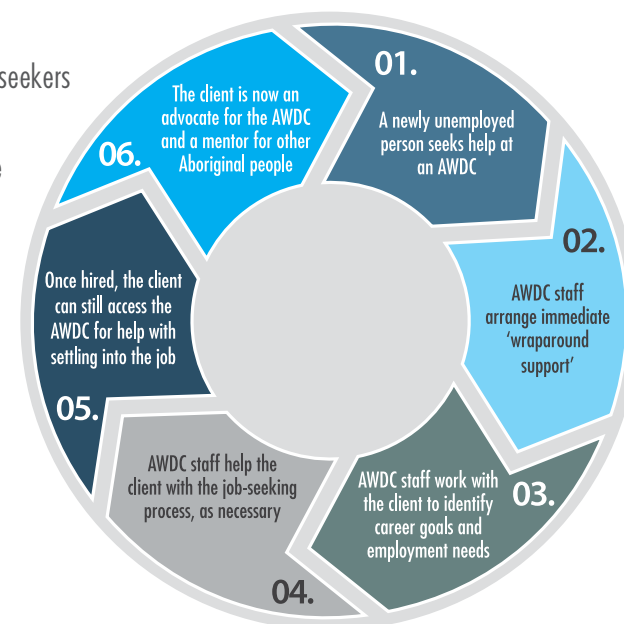 seekers
01.
A newly unemployed
person seeks help at
an AWDC
02.
AWDC staff
arrange immediate
‘wraparound
support’
03.
AWDC staff work with
the client to identify
career goals and
employment needs
04.
AWDC staff help the
client with the job-seeking
process, as necessary
05.
Once hired, the client
can still access the
AWDC for help with
settling into the job
06.
The client is now an
advocate for the AWDC
and a mentor for other
Aboriginal people